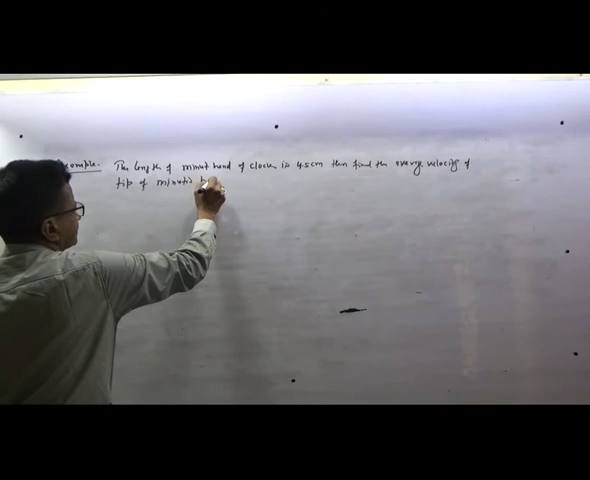 Example. The length of minut hand of clock is 4.5cm then find the average velocity of
tip of minute h